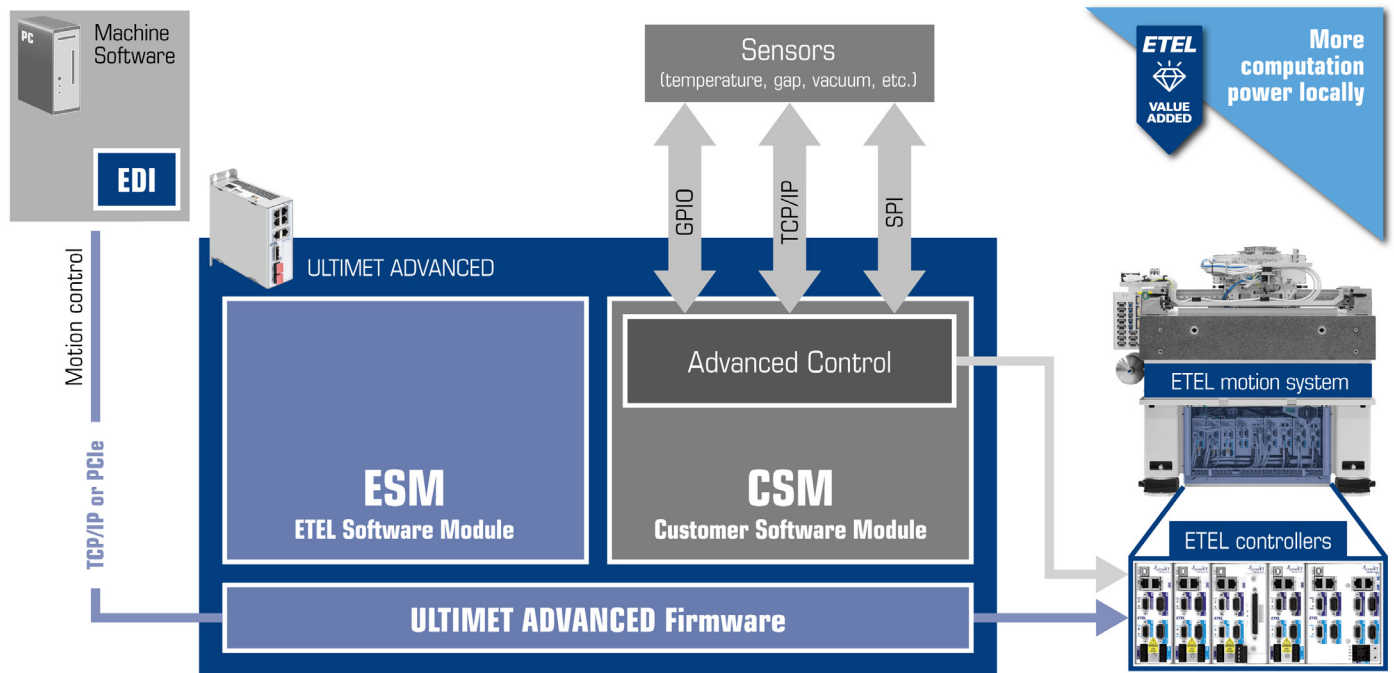 PC
Machine
Software
EDI
Motion control
TCP/IP or PCIe
Sensors
(temperature, gap, vacuum, etc.)
GPIO
TCP/IP
SPI
ULTIMET ADVANCED
Advanced Control
ESM
ETEL Software Module
CSM
Customer Software Module
ULTIMET ADVANCED Firmware
ETEL
VALUE
ADDED
More
computation
power locally
ETEL motion system
ETEL controllers